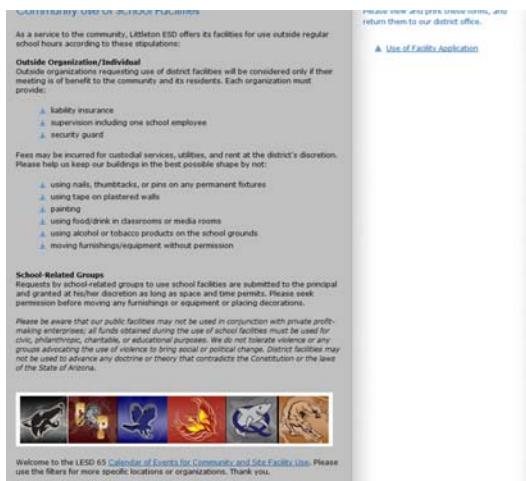 Community Use of School Facilities
As a service to the community, Littleton ESD offers its facilities for use outside regular
school hours according to these stipulations:
Outside Organization/Individual
Outside organizations requesting use of district facilities will be considered only if their
meeting is of benefit to the community and its residents. Each organization must
provide:
liability insurance
supervision including one school employee
security guard
Fees may be incurred for custodial services, utilities, and rent at the district's discretion.
Please help us keep our buildings in the best possible shape by not:
using nails, thumbtacks, or pins on any permanent fixtures
using tape on plastered walls
painting
using food/drink in classrooms or media rooms
using alcohol or tobacco products on the school grounds
moving furnishings/equipment without permission
School-Related Groups
Requests by school-related groups to use school facilities are submitted to the principal
and granted at his/her discretion as long as space and time permits. Please seek
permission before moving any furnishings or equipment or placing decorations.
Please be aware that our public facilities may not be used in conjunction with private profit-
making enterprises; all funds obtained during the use of school facilities must be used for
civic, philanthropic, charitable, or educational purposes. We do not tolerate violence or any
groups advocating the use of violence to bring social or political change. District facilities may
not be used to advance any doctrine or theory that contradicts the Constitution or the laws
of the State of Arizona.
Welcome to the LESD 65 Calendar of Events for Community and Site Facility Use. Please
use the filters for more specific locations or organizations. Thank you.
Please view and print these forms, and
return them to our district office.
Use of Facility Application